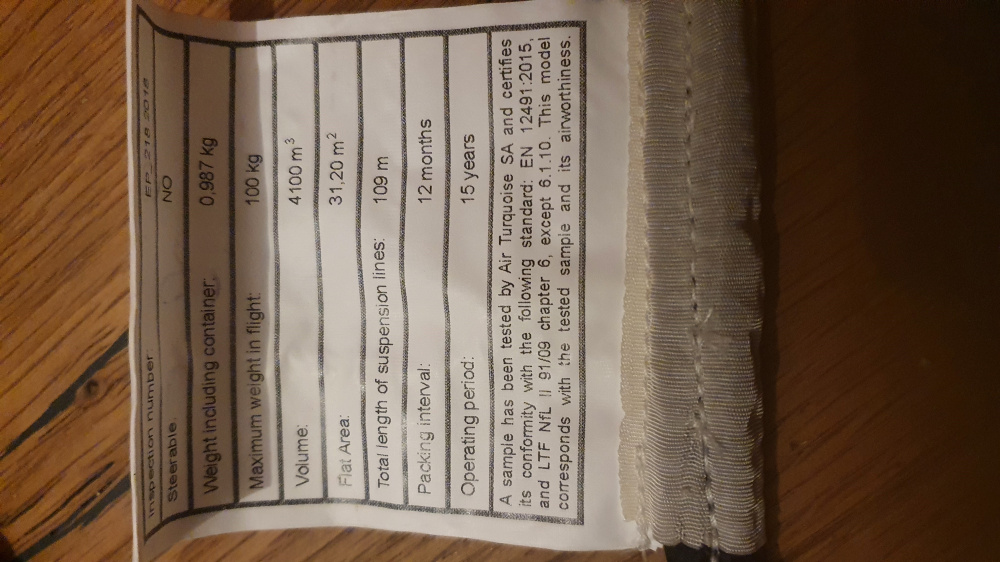 Inspection number EP_218.2018
Steerable NO
Weight including container: 0,987 kg
Maximum weight in flight: 100 kg
Volume: 4100 m³
Flat Area: 31,20 m²
Total length of suspension lines: 109 m
Packing interval: 12 months
Operating period: 15 years
A sample has been tested by Air Turquoise SA and certifies
its conformity with the following standard: EN 12491:2015,
and LTF NfL II 91/09 chapter 6, except 6.1.10. This model
corresponds with the tested sample and its airworthiness.